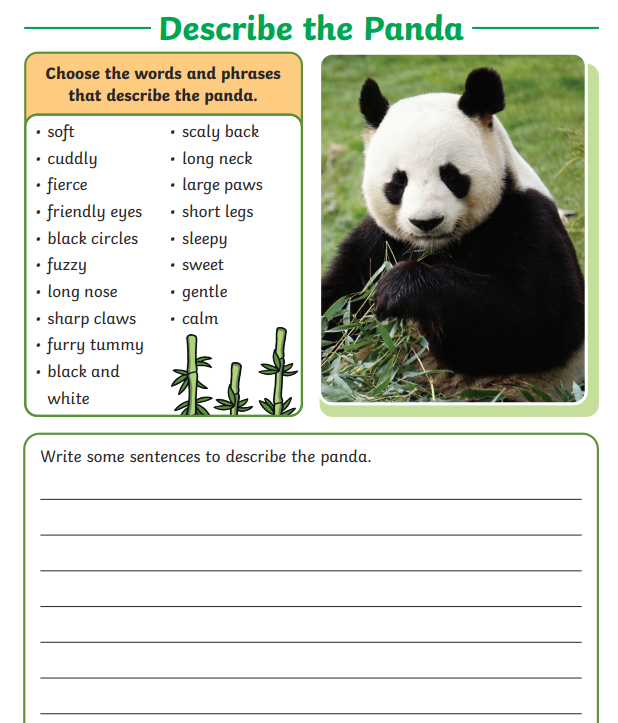 Describe the Panda
Choose the words and phrases
that describe the panda.
• soft
• cuddly
• fierce
• friendly eyes
• black circles
• fuzzy
• long nose
• sharp claws
• furry tummy
• black and
white
• scaly back
• long neck
• large paws
• short legs
• sleepy
• sweet
• gentle
• calm
Write some sentences to describe the panda.